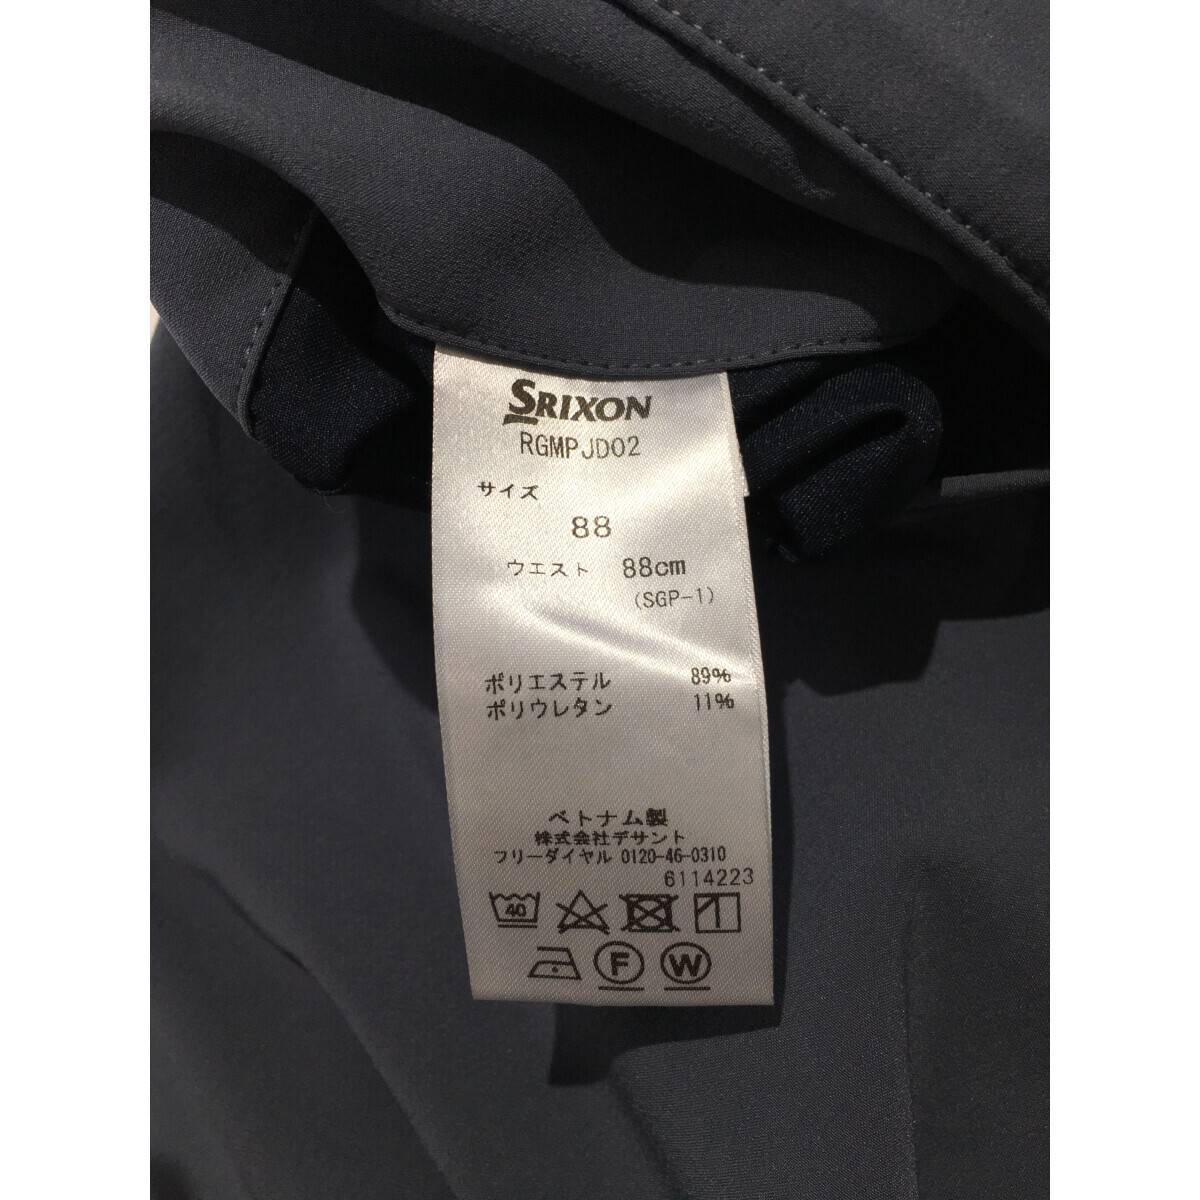 SRIXON
RGMPJD02
サイズ
88
ウエスト 88cm
(SGP-1)
ポリエステル 89%
ポリウレタン 11%
ベトナム製
株式会社デサント
フリーダイヤル 0120-46-0310
6114223
40
F W